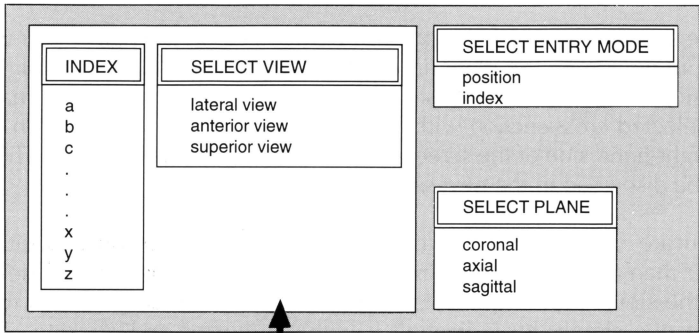 INDEX
a
b
c
.
.
.
x
y
z
SELECT VIEW
lateral view
anterior view
superior view
SELECT ENTRY MODE
position
index
SELECT PLANE
coronal
axial
sagittal